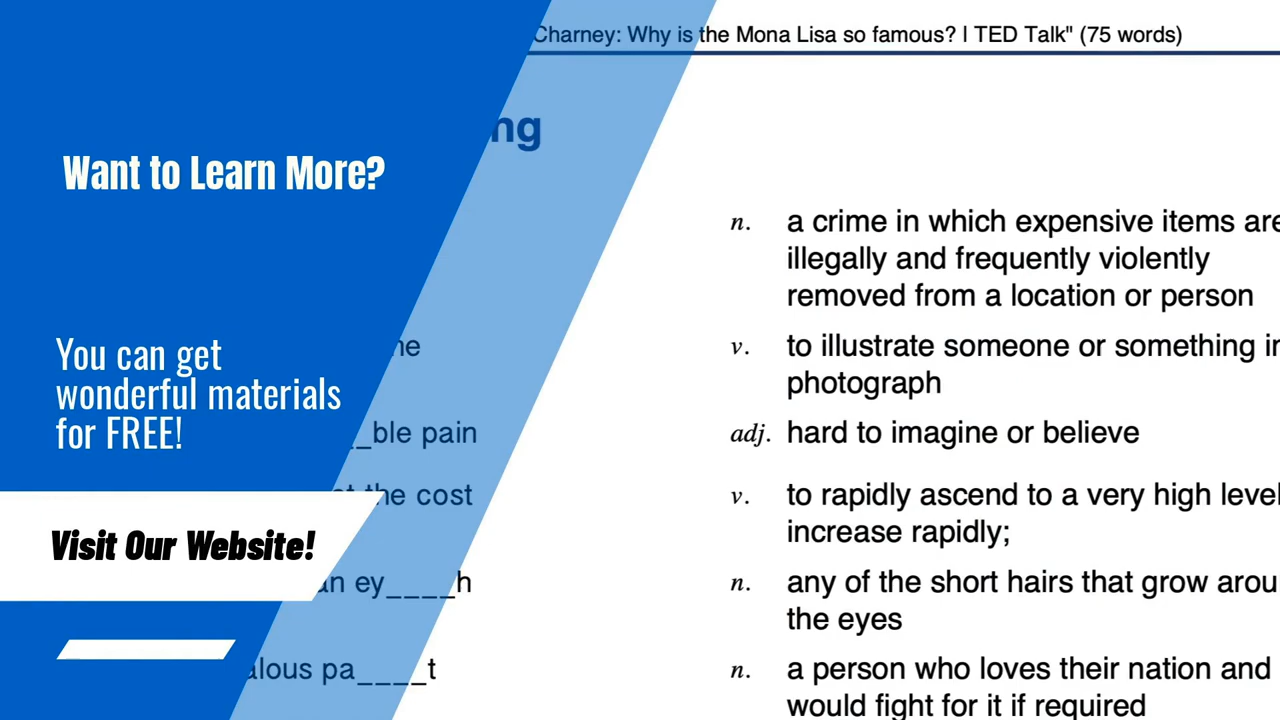 Charney: Why is the Mona Lisa so famous? | TED Talk" (75 words)
ng
Want to Learn More?
You can get
wonderful materials
for FREE!
Visit Our Website!
ne
_ble pain
the cost
an ey____h
alous pa____t
n. a crime in which expensive items are
illegally and frequently violently
removed from a location or person
v. to illustrate someone or something in
photograph
adj. hard to imagine or believe
v. to rapidly ascend to a very high level
increase rapidly;
n. any of the short hairs that grow arou
the eyes
n. a person who loves their nation and
would fight for it if required